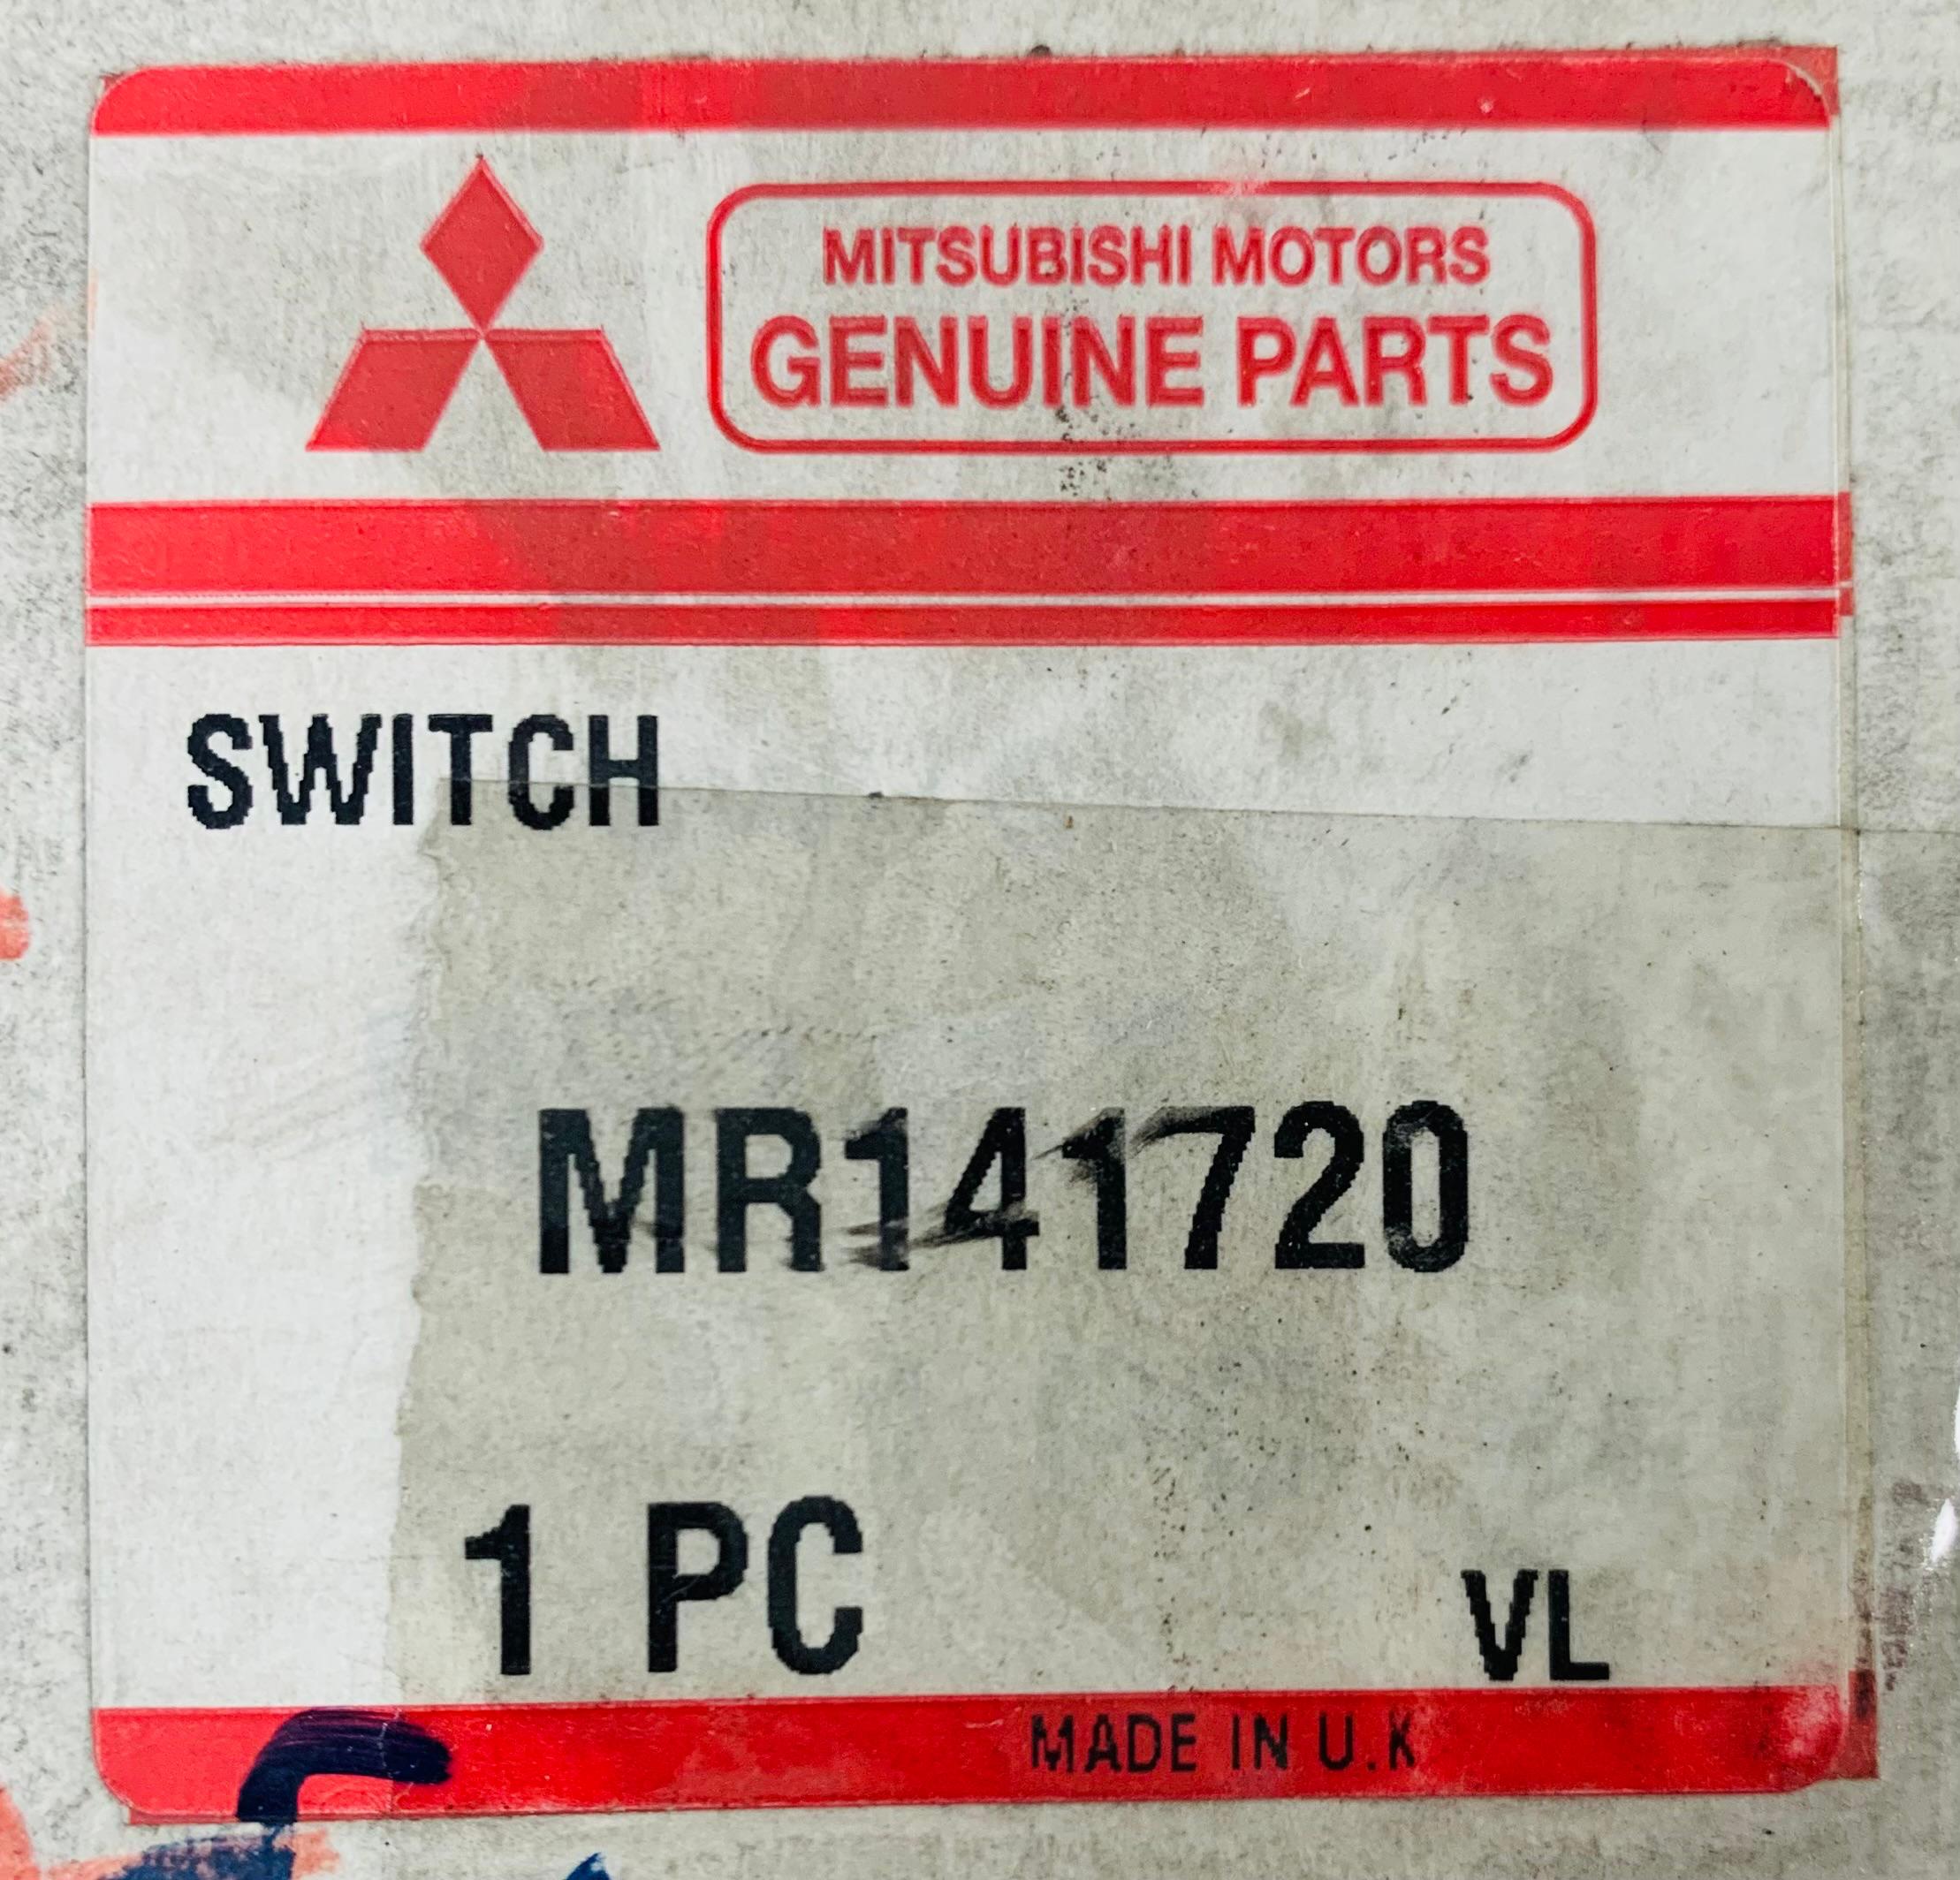 MITSUBISHI MOTORS
GENUINE PARTS
SWITCH
MR141720
1 PC
VL
MADE IN U.K